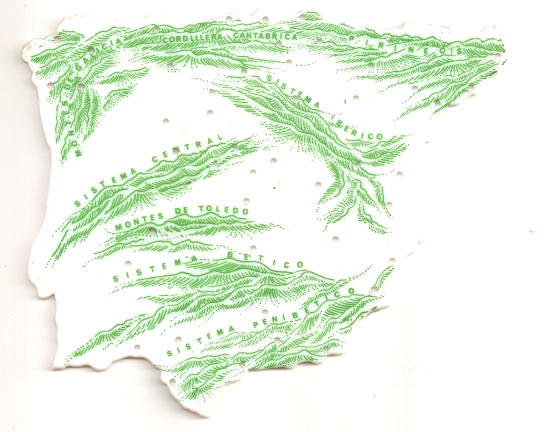 MONTES DE GALICIA
CORDILLERA CANTABRICA
PIRINEOS
SISTEMA IBERICO
SISTEMA CENTRAL
MONTES DE TOLEDO
SISTEMA BETICO
SISTEMA PENIBETICO